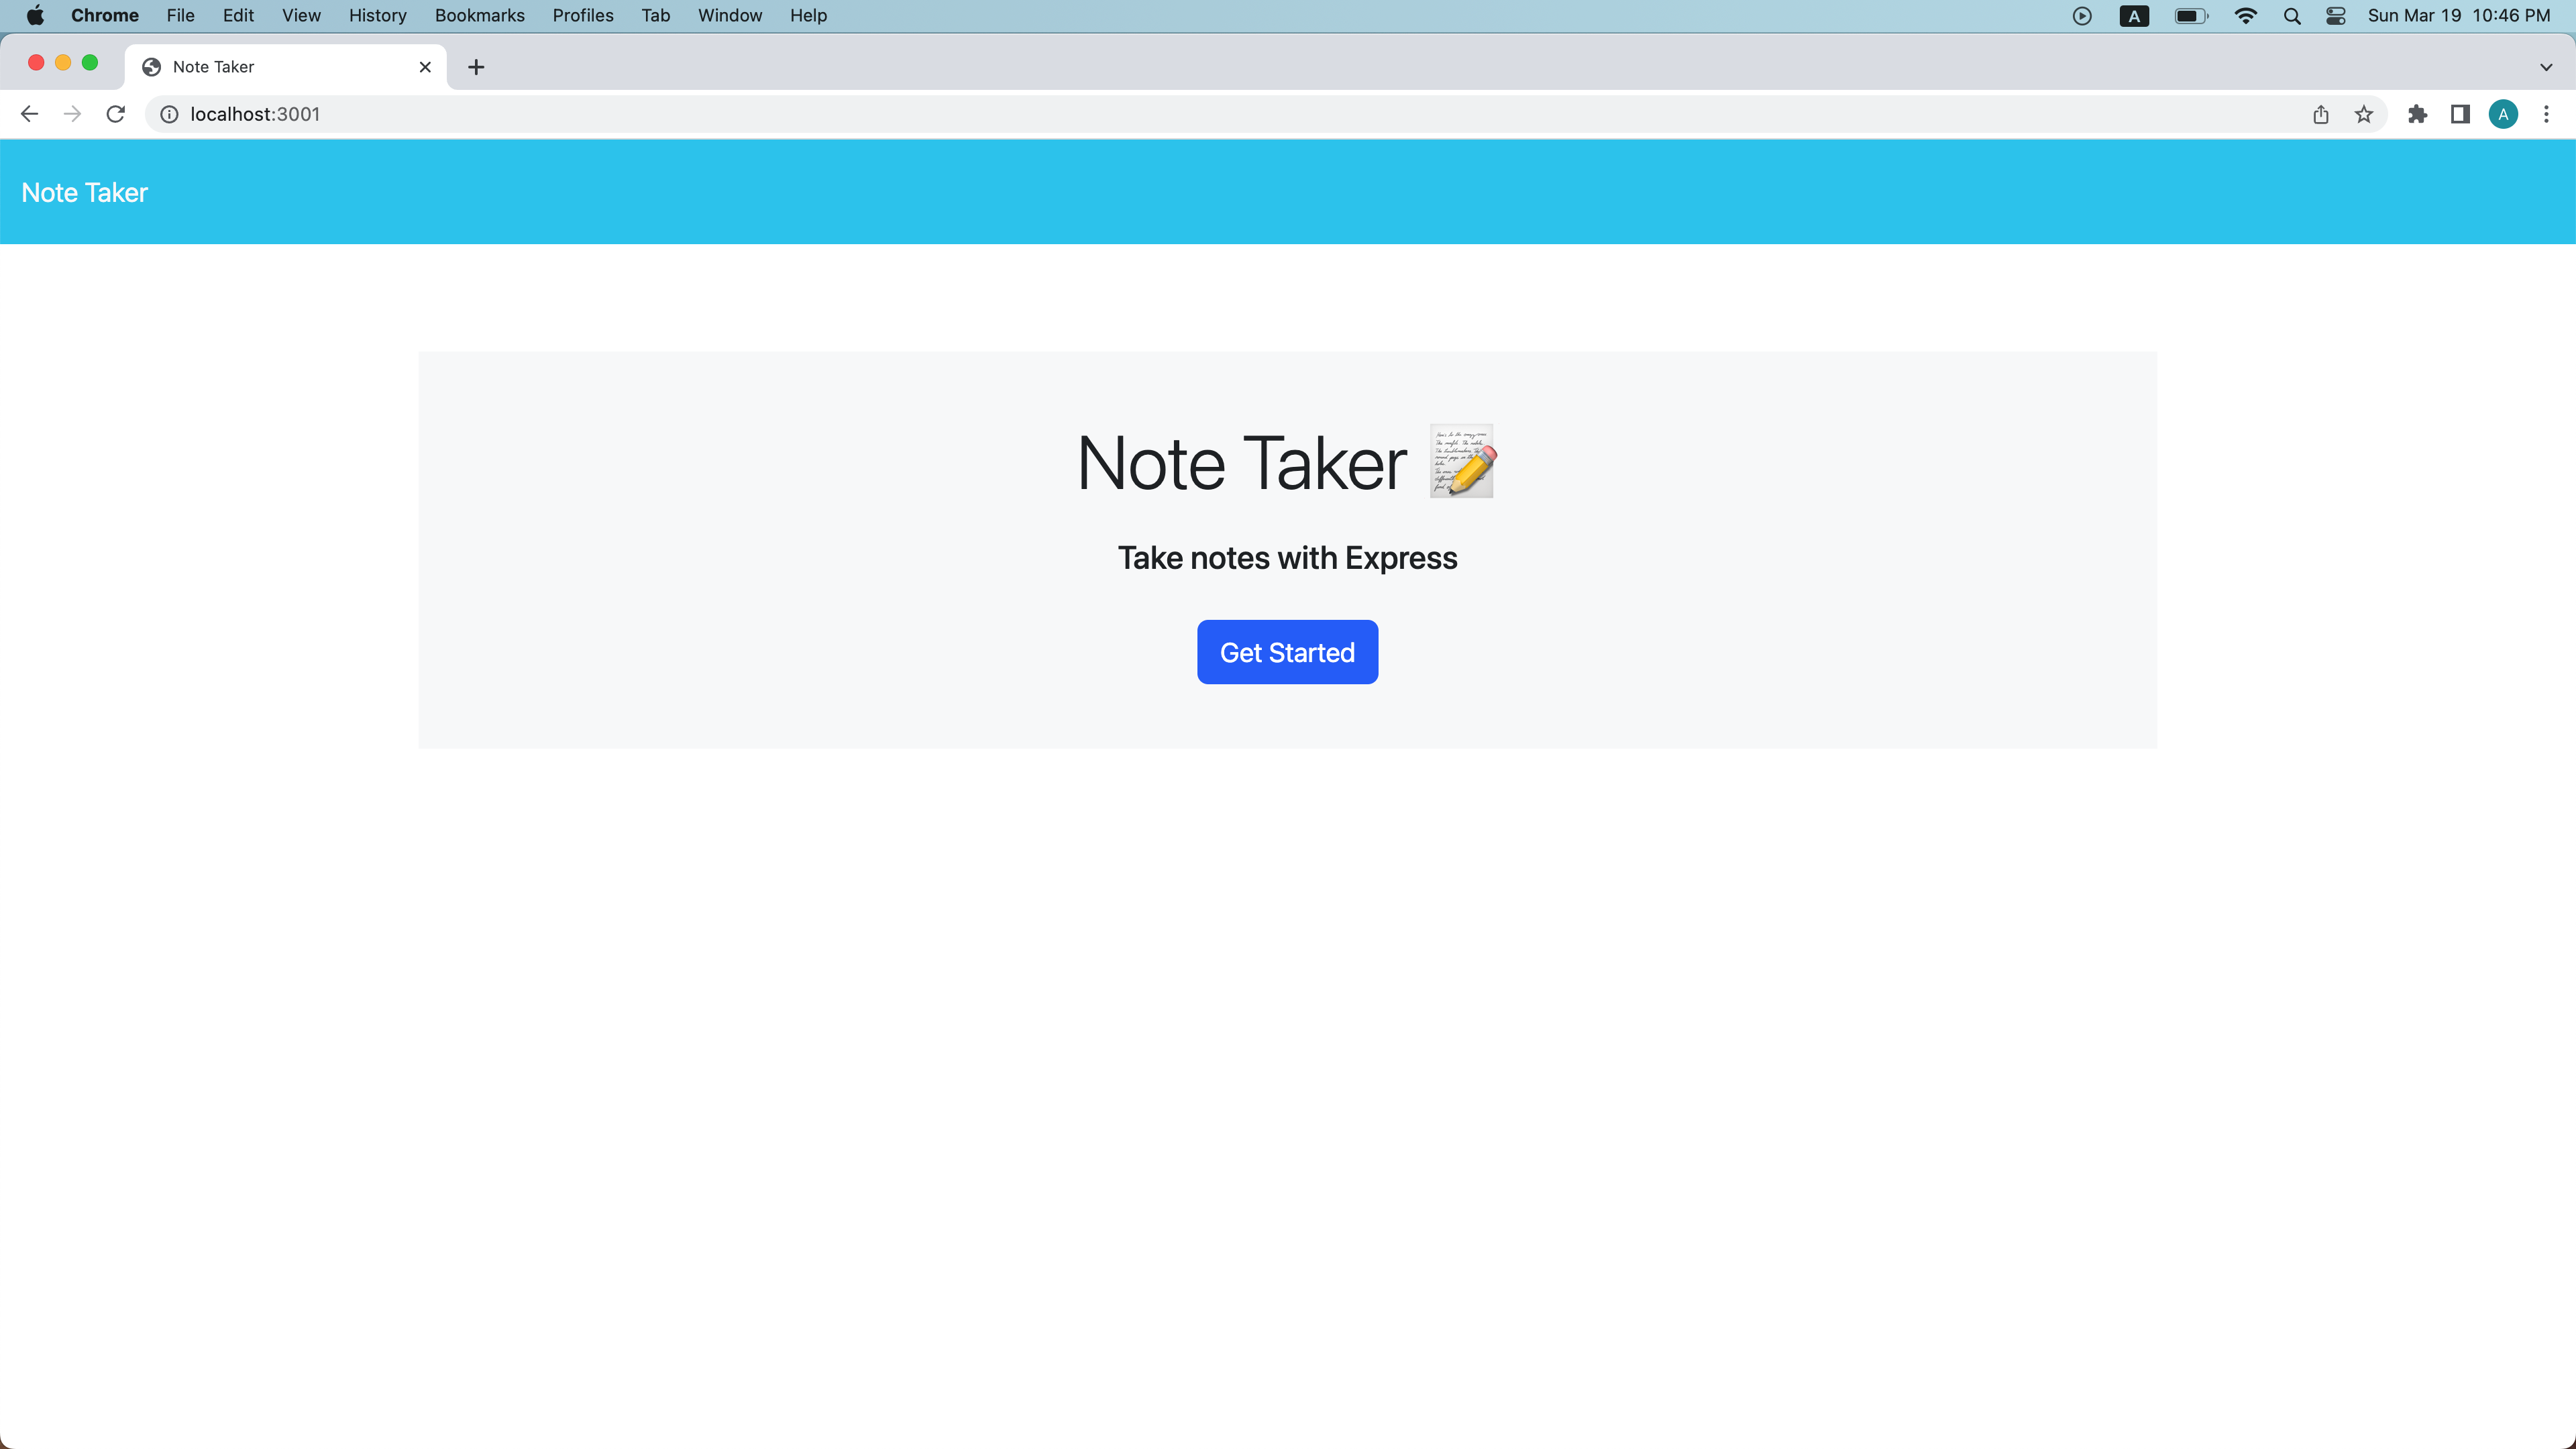 Chrome File Edit View History Bookmarks Profiles Tab Window Help A Sun Mar 19 10:46 PM
Note Taker
localhost:3001 A
Note Taker
Note Taker
Take notes with Express
Get Started